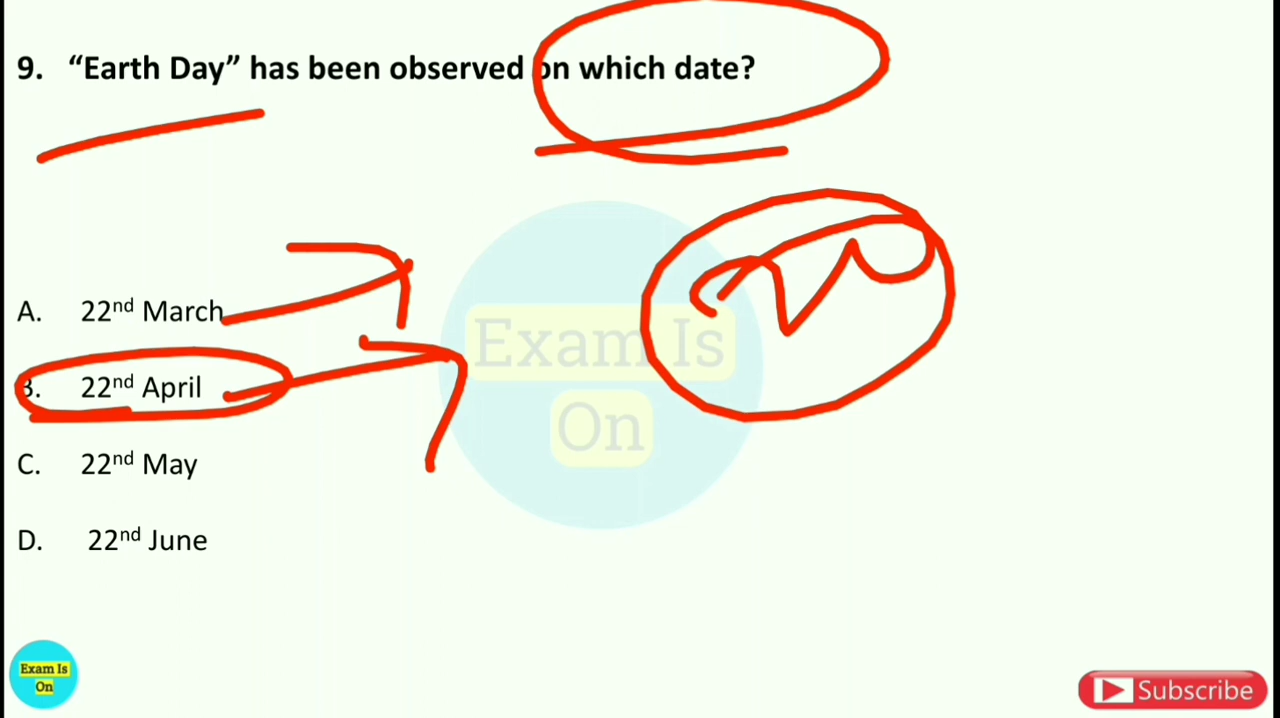 9. “Earth Day” has been observed on which date?
A. 22nd March
B. 22nd April
C. 22nd May
D. 22nd June
Exam Is
On
Exam Is
On
Subscribe